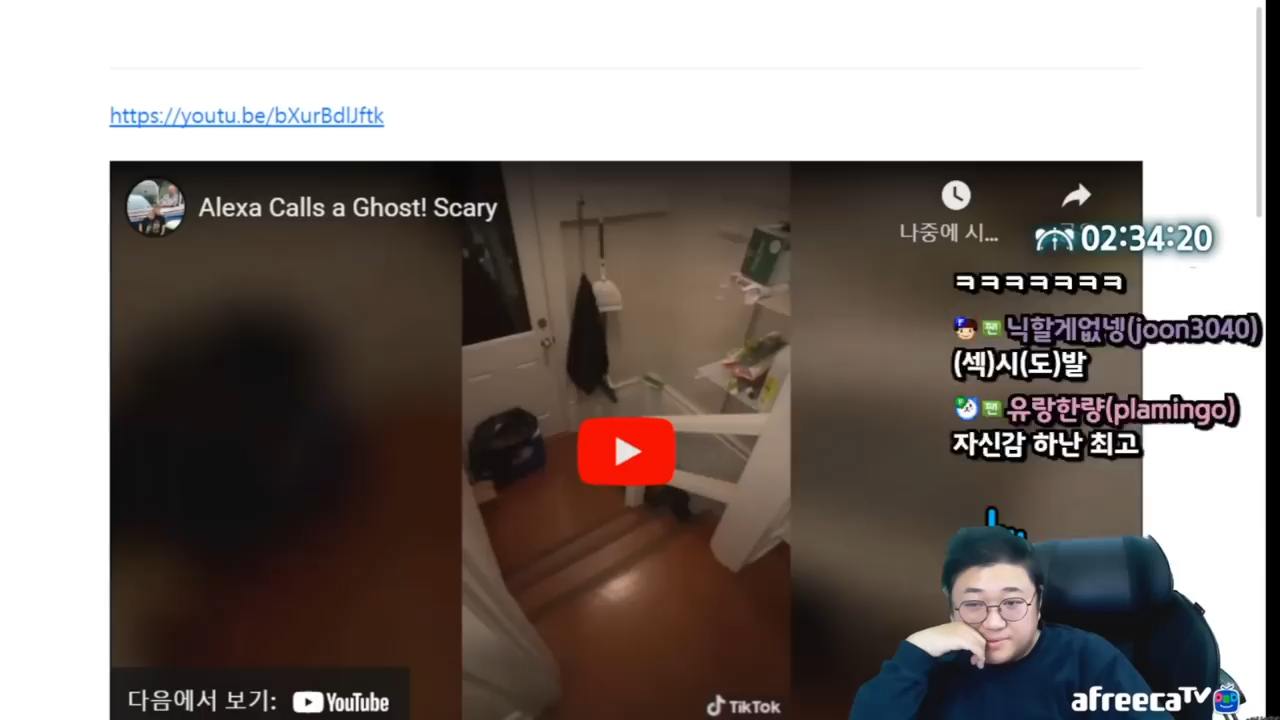 https://youtu.be/bXurBdlJftk
Alexa Calls a Ghost! Scary
나중에 시...
02:34:20
ㅋㅋㅋㅋㅋㅋㅋ
닉할게없넹(joon3040)
(섹)시(도)발
유랑한량(plamingo)
자신감 하난 최고
다음에서 보기: YouTube
TikTok
afreecaTV